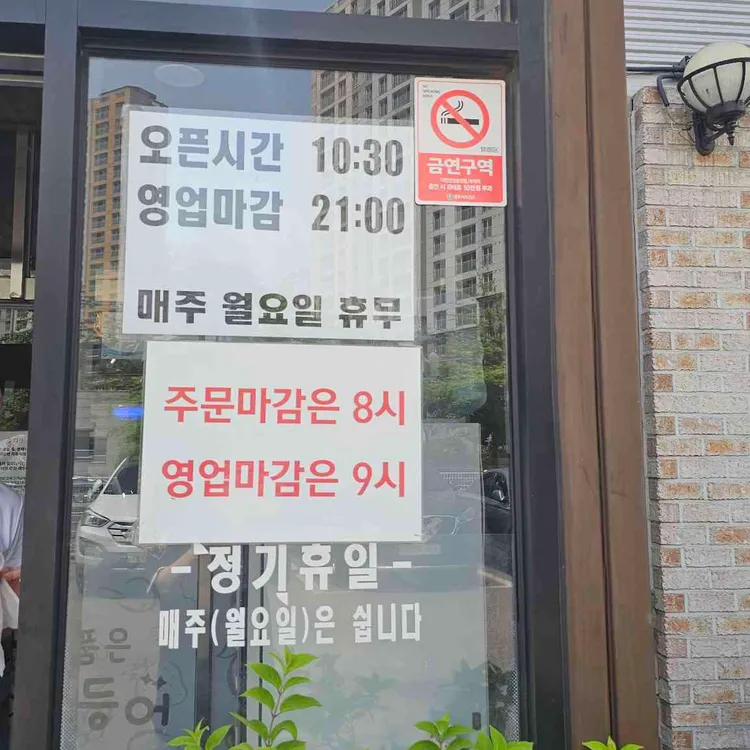 오픈시간 10:30
영업마감 21:00
매주 월요일 휴무
금연구역
주문마감은 8시
영업마감은 9시
-정기휴일-
매주(월요일)은 쉽니다